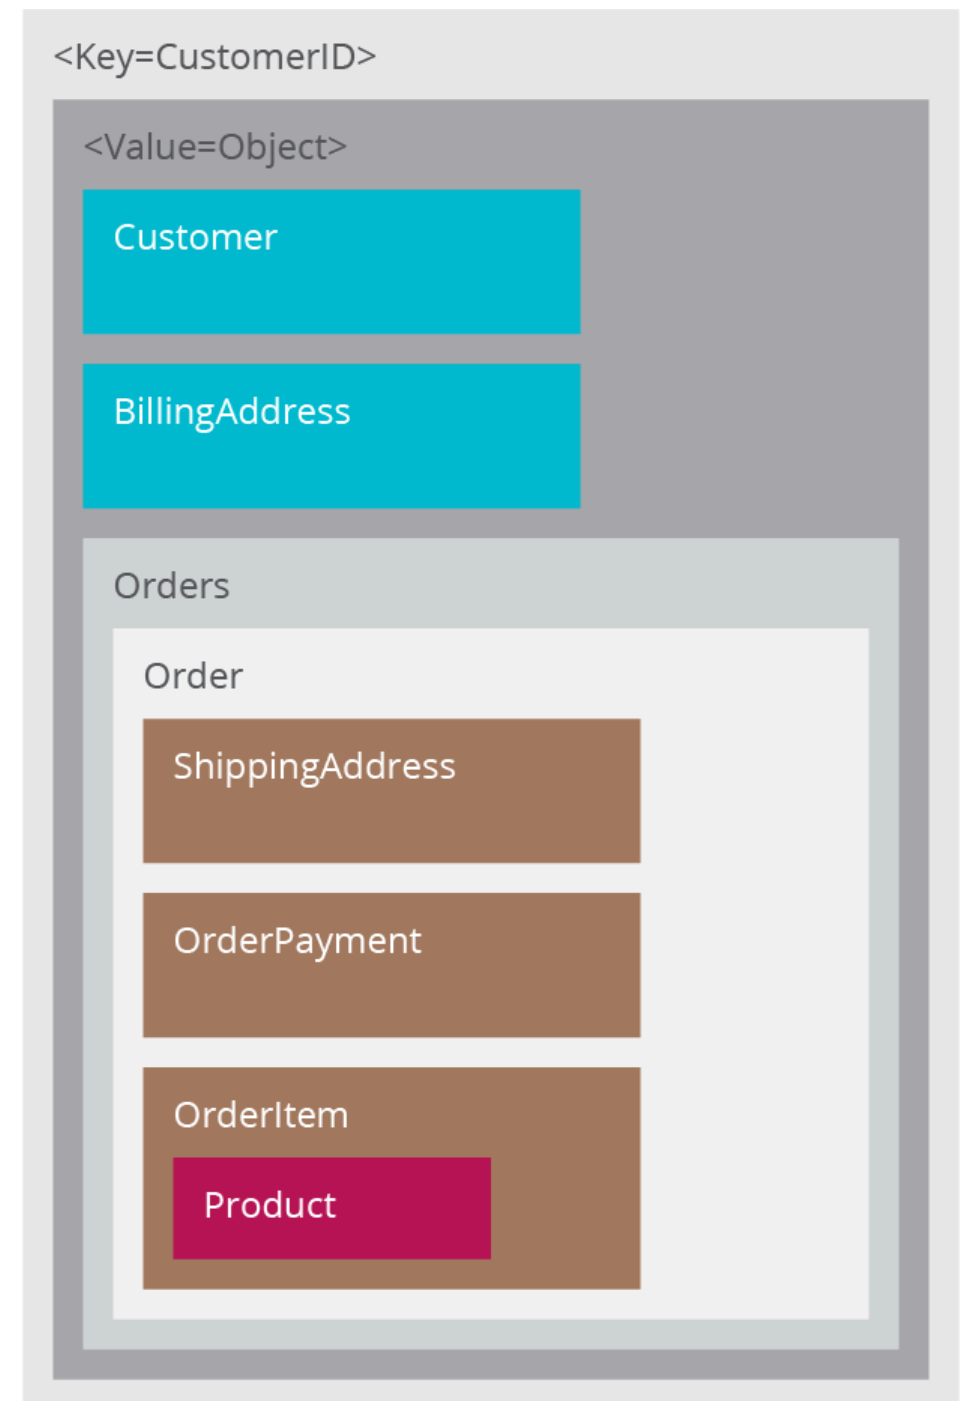 <Key=CustomerID>
<Value=Object>
Customer
BillingAddress
Orders
Order
ShippingAddress
OrderPayment
OrderItem
Product